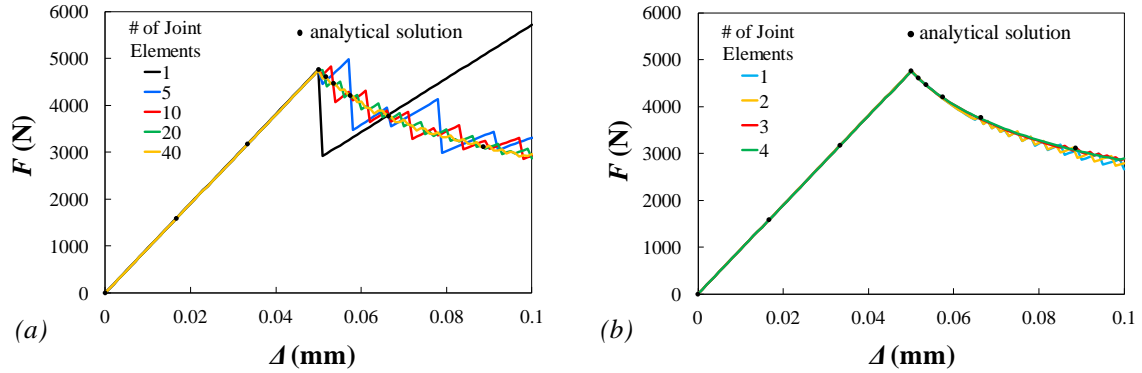 6000
5000
4000
3000
2000
1000
0
F (N)
# of Joint
Elements
1
5
10
20
40
• analytical solution
0 0.02 0.04 0.06 0.08 0.1
(a)
Δ (mm)
6000
5000
4000
3000
2000
1000
0
F (N)
# of Joint
Elements
1
2
3
4
• analytical solution
0 0.02 0.04 0.06 0.08 0.1
(b)
Δ (mm)